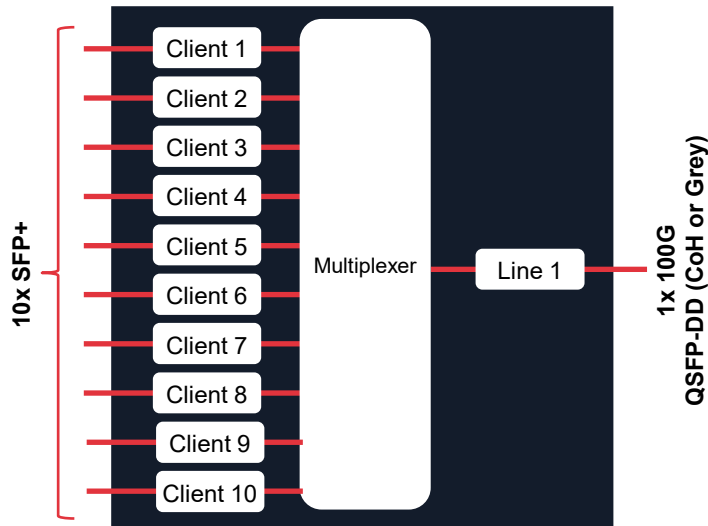 10x SFP+
Client 1
Client 2
Client 3
Client 4
Client 5
Client 6
Client 7
Client 8
Client 9
Client 10
Multiplexer
Line 1
1x 100G
QSFP-DD (CoH or Grey)